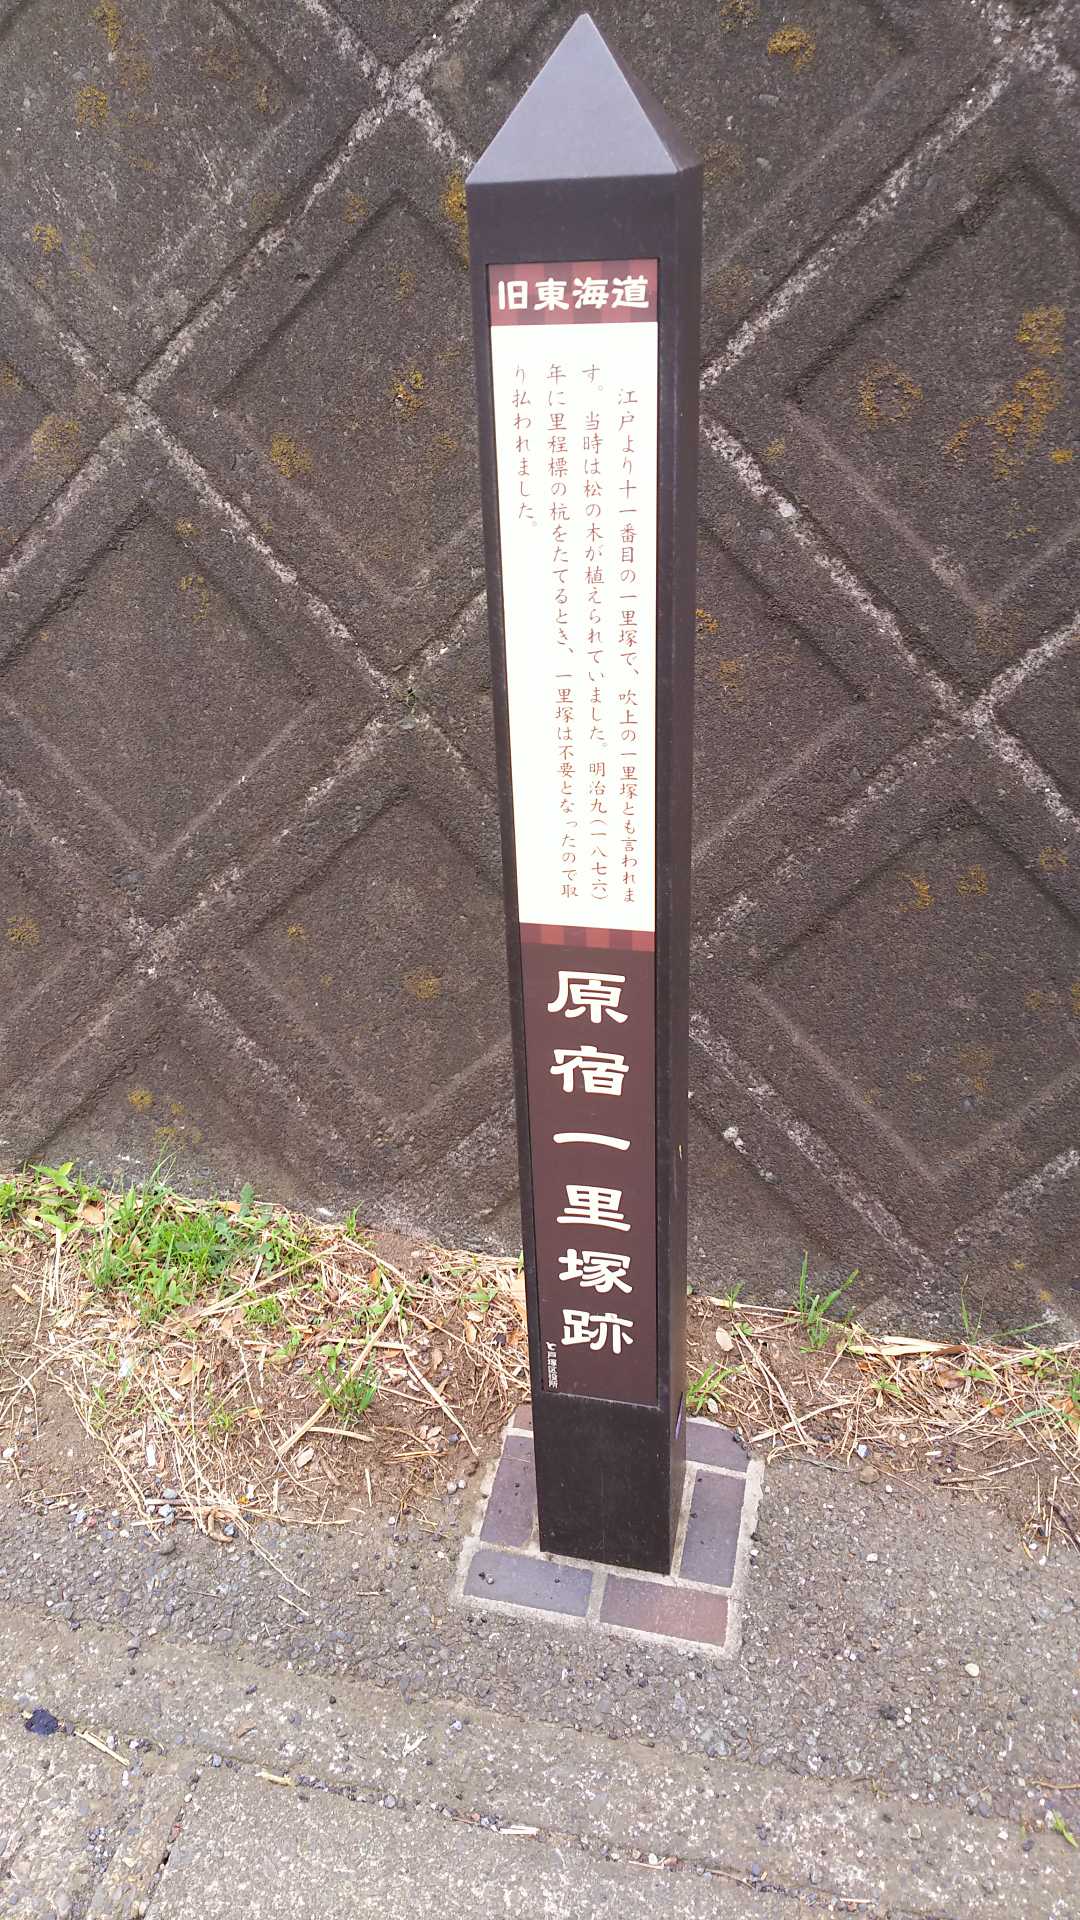 旧東海道
江戸より十一番目の一里塚で、吹上の一里塚とも言われま
す。当時は松の木が植えられていました。明治九（一八七六）
年に里程標の杭をたてるとき、一里塚は不要となったので取
り払われました。
原宿一里塚跡
戸塚区役所